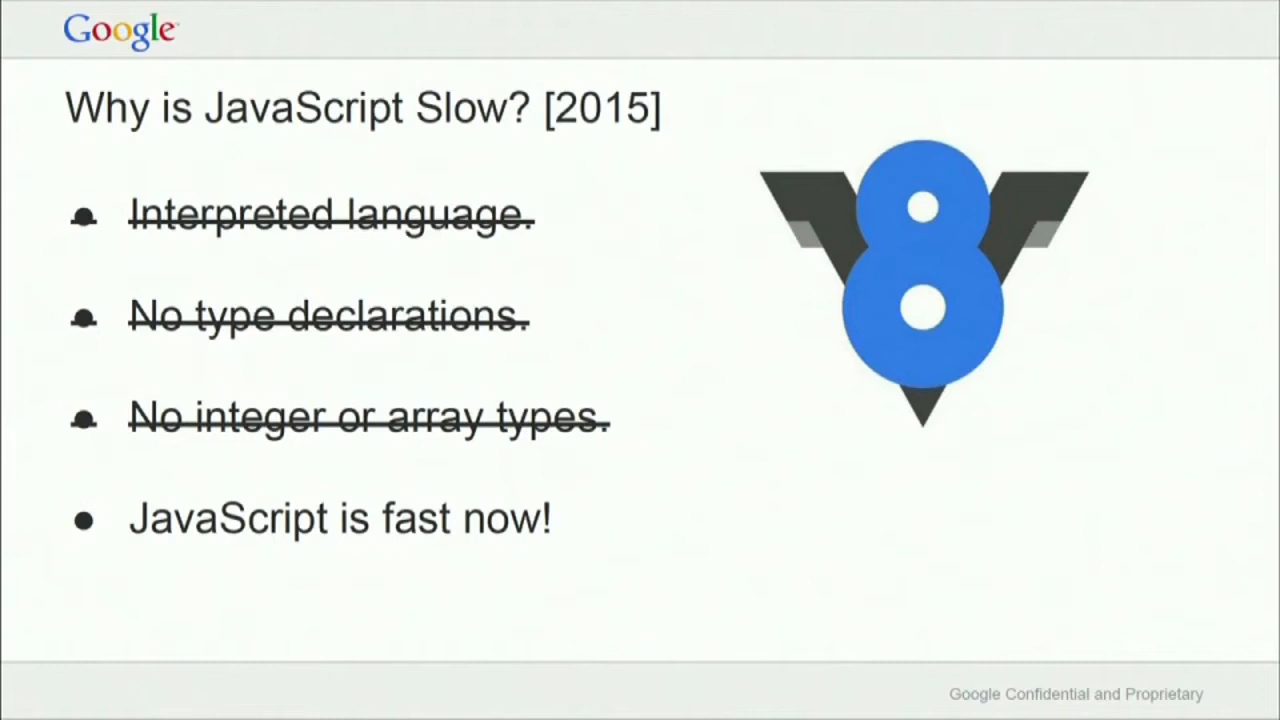 Google
Why is JavaScript Slow? [2015]
● Interpreted language.
● No type declarations.
● No integer or array types.
● JavaScript is fast now!
V8
Google Confidential and Proprietary